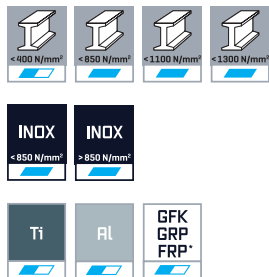 <400 N/mm²
<850 N/mm²
<1100 N/mm²
<1300 N/mm²
INOX
<850 N/mm²
INOX
>850 N/mm²
Ti
Al
GFK
GRP
FRP*